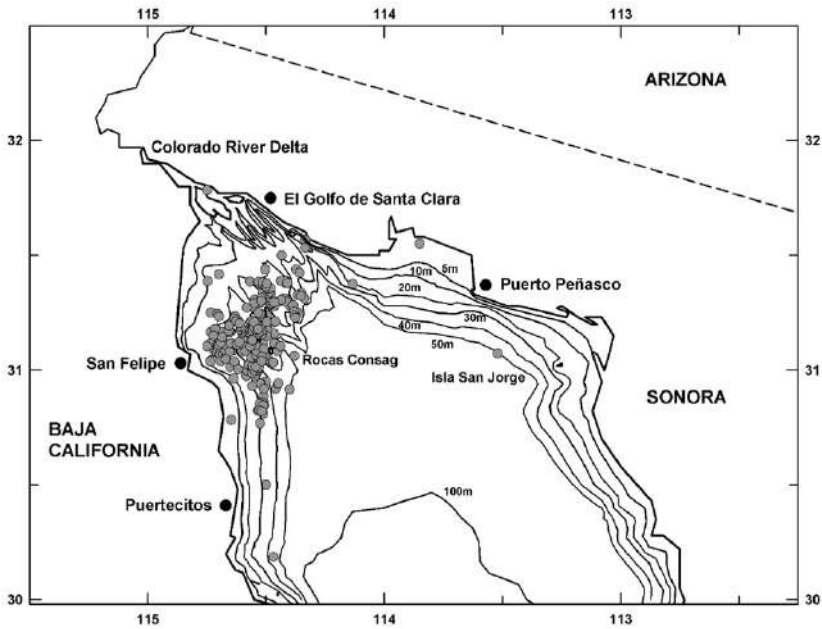 115 114 113
ARIZONA
32 32
Colorado River Delta
El Golfo de Santa Clara
10m 5m
Puerto Peñasco
20m
30m
40m
50m
San Felipe
Rocas Consag
31 31
Isla San Jorge
SONORA
BAJA
CALIFORNIA
100m
Puertecitos
30 30
115 114 113